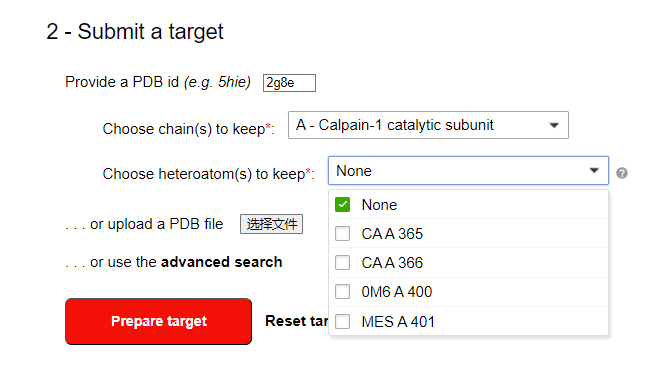 2 - Submit a target
Provide a PDB id (e.g. 5hie) 2g8e
Choose chain(s) to keep*: A - Calpain-1 catalytic subunit
Choose heteroatom(s) to keep*: None ?
None
. . . or upload a PDB file 选择文件
CA A 365
CA A 366
. . . or use the advanced search
0M6 A 400
MES A 401
Prepare target Reset tar